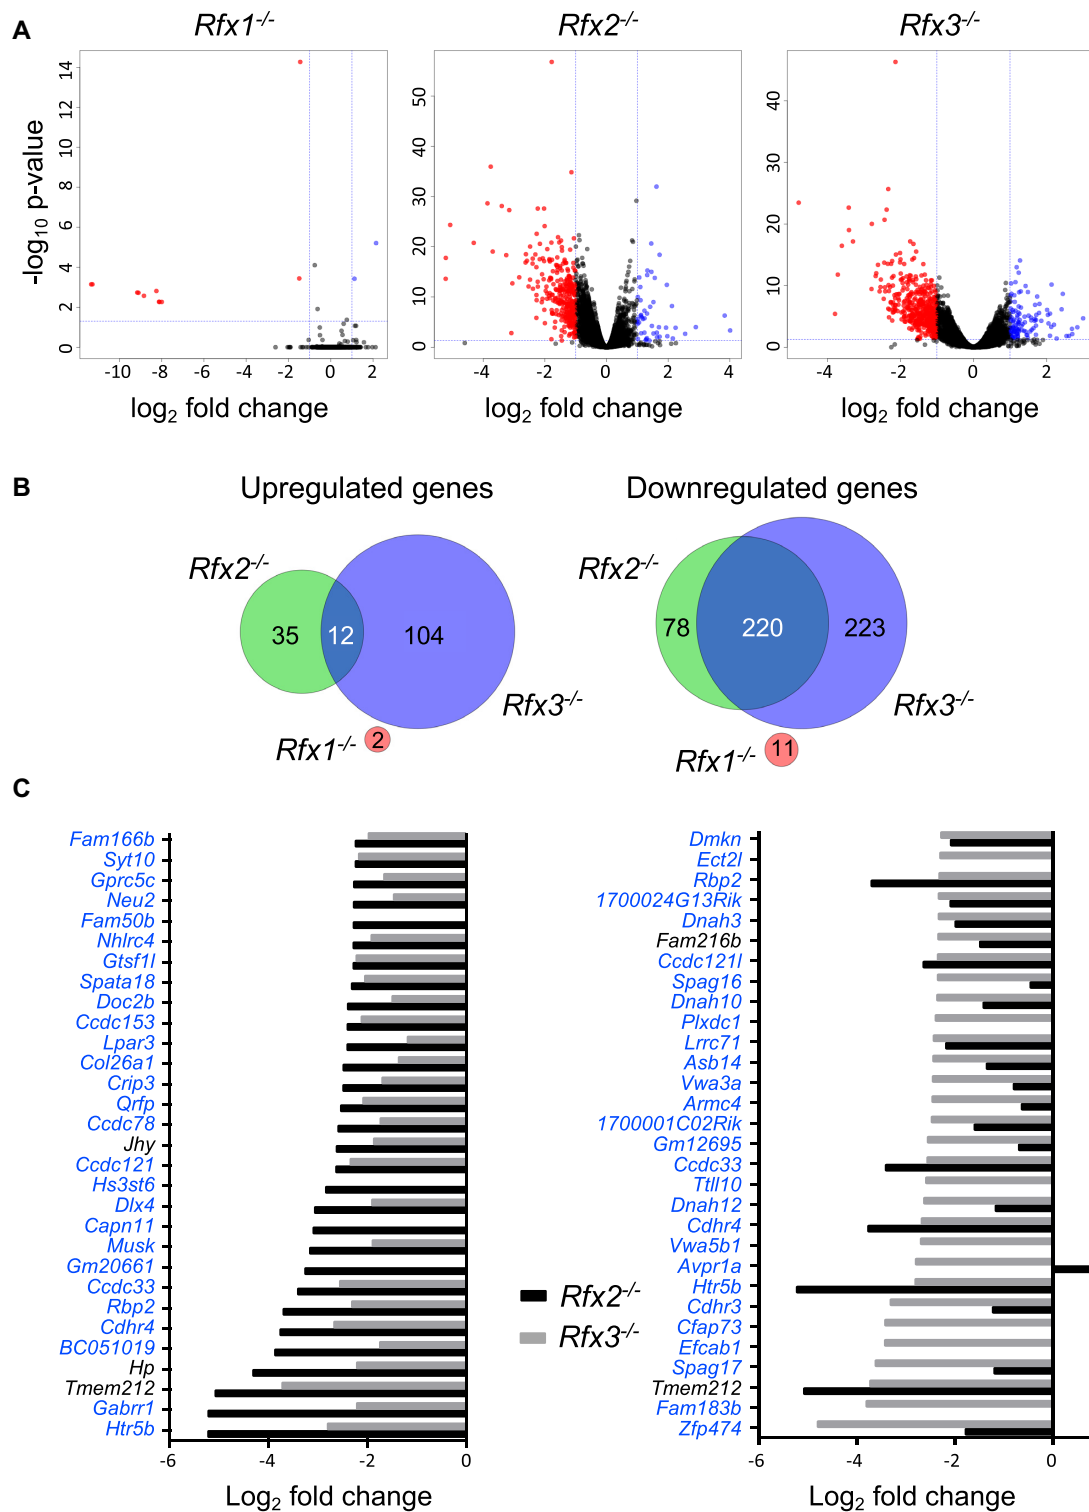 A
Rfx1-/-
Rfx2-/-
Rfx3-/-
-log10 p-value
14
12
10
8
6
4
2
0
-10
-8
-6
-4
-2
0
2
log2 fold change
50
40
30
20
10
0
-4
-2
0
2
4
log2 fold change
40
30
20
10
0
-4
-2
0
2
log2 fold change
B
Upregulated genes
Rfx2-/-
35
12
104
Rfx3-/-
Rfx1-/-
2
Downregulated genes
Rfx2-/-
78
220
223
Rfx3-/-
Rfx1-/-
11
C
Fam166b
Syt10
Gprc5c
Neu2
Fam50b
Nhlrc4
Gtsf1l
Spata18
Doc2b
Ccdc153
Lpar3
Col26a1
Crip3
Qrfp
Ccdc78
Jhy
Ccdc121
Hs3st6
Dlx4
Capn11
Musk
Gm20661
Ccdc33
Rbp2
Cdhr4
BC051019
Hp
Tmem212
Gabrr1
Htr5b
-6
-4
-2
0
Log2 fold change
Rfx2-/-
Rfx3-/-
Dmkn
Ect2l
Rbp2
1700024G13Rik
Dnah3
Fam216b
Ccdc121l
Spag16
Dnah10
Plxdc1
Lrrc71
Asb14
Vwa3a
Armc4
1700001C02Rik
Gm12695
Ccdc33
Ttll10
Dnah12
Cdhr4
Vwa5b1
Avpr1a
Htr5b
Cdhr3
Cfap73
Efcab1
Spag17
Tmem212
Fam183b
Zfp474
-6
-4
-2
0
Log2 fold change